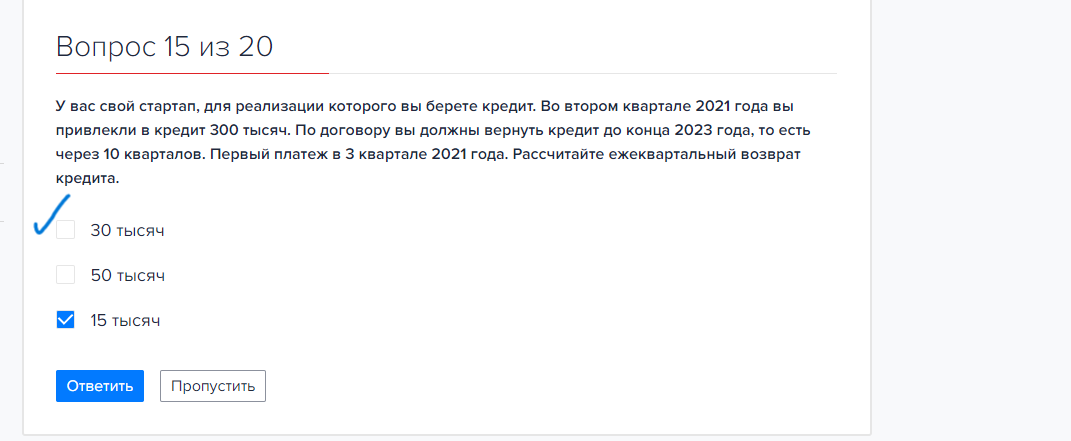 Вопрос 15 из 20
У вас свой стартап, для реализации которого вы берете кредит. Во втором квартале 2021 года вы
привлекли в кредит 300 тысяч. По договору вы должны вернуть кредит до конца 2023 года, то есть
через 10 кварталов. Первый платеж в 3 квартале 2021 года. Рассчитайте ежеквартальный возврат
кредита.
30 тысяч
50 тысяч
15 тысяч
Ответить Пропустить